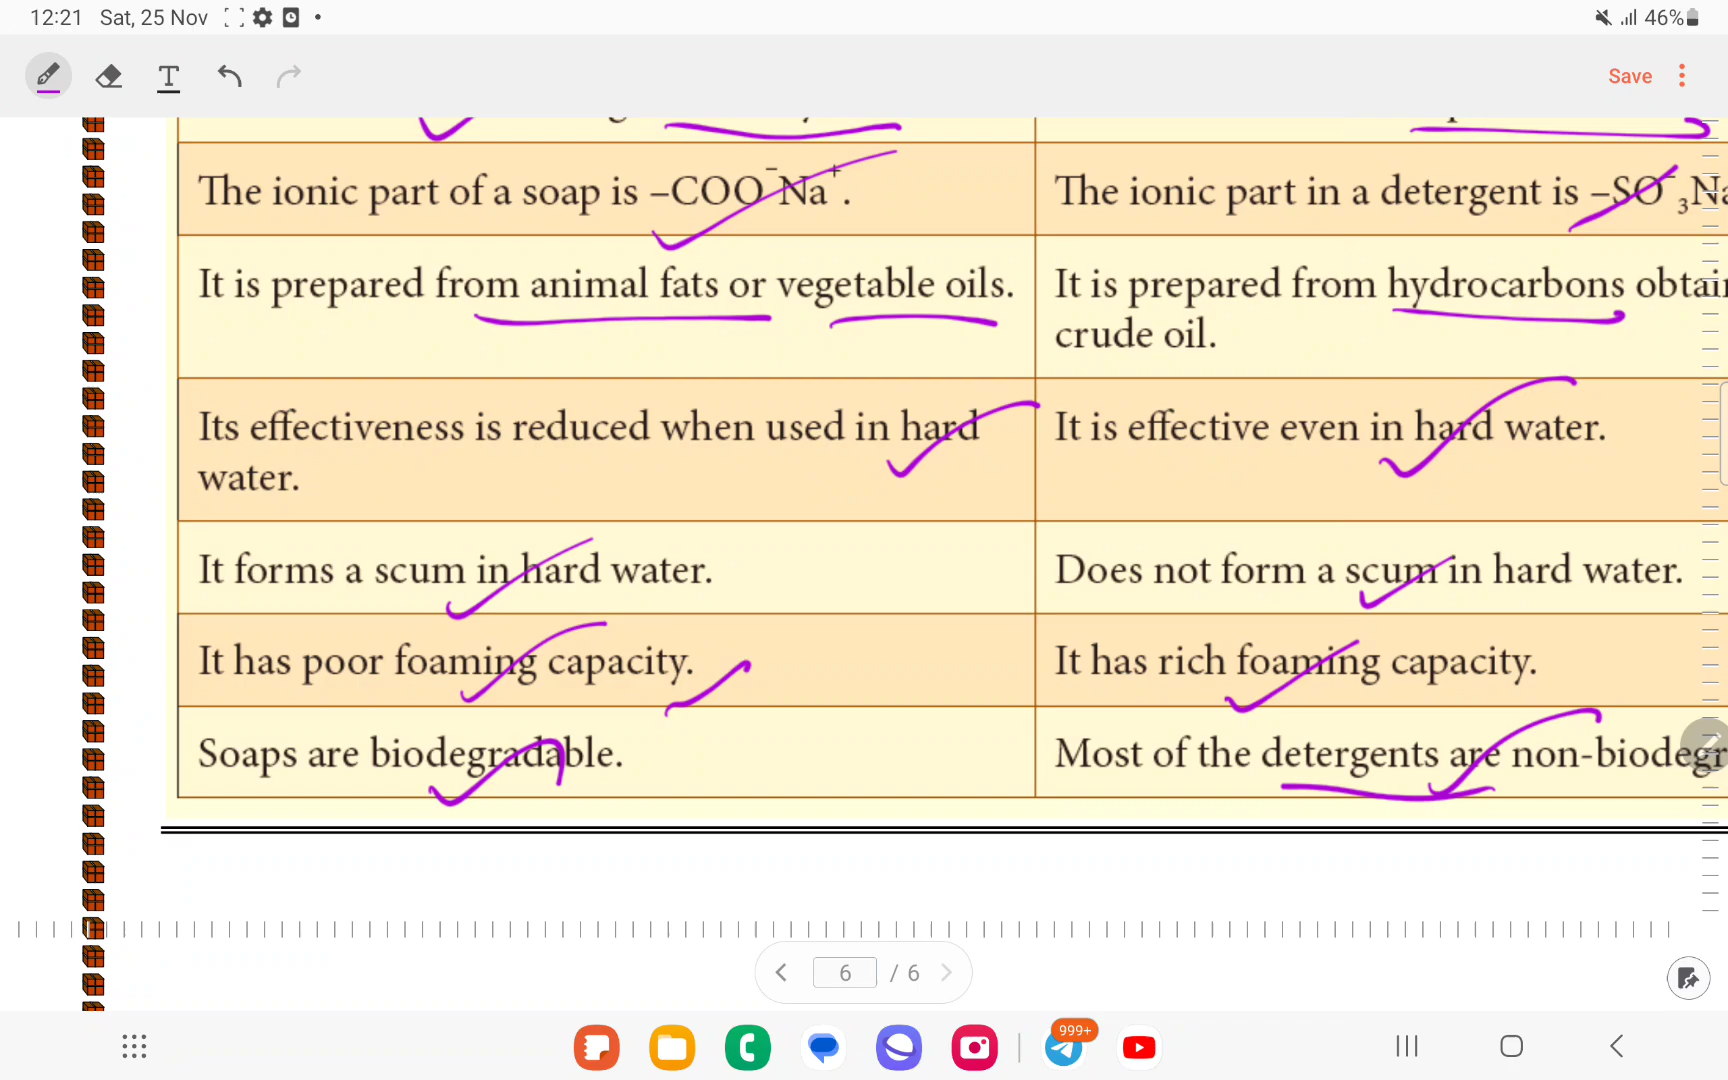 12:21 Sat, 25 Nov
46%
T
Save
The ionic part of a soap is –COO⁻Na⁺.
The ionic part in a detergent is –SO⁻₃Na
It is prepared from animal fats or vegetable oils.
It is prepared from hydrocarbons obtain
crude oil.
Its effectiveness is reduced when used in hard
water.
It is effective even in hard water.
It forms a scum in hard water.
Does not form a scum in hard water.
It has poor foaming capacity.
It has rich foaming capacity.
Soaps are biodegradable.
Most of the detergents are non-biodegr
6 / 6
999+